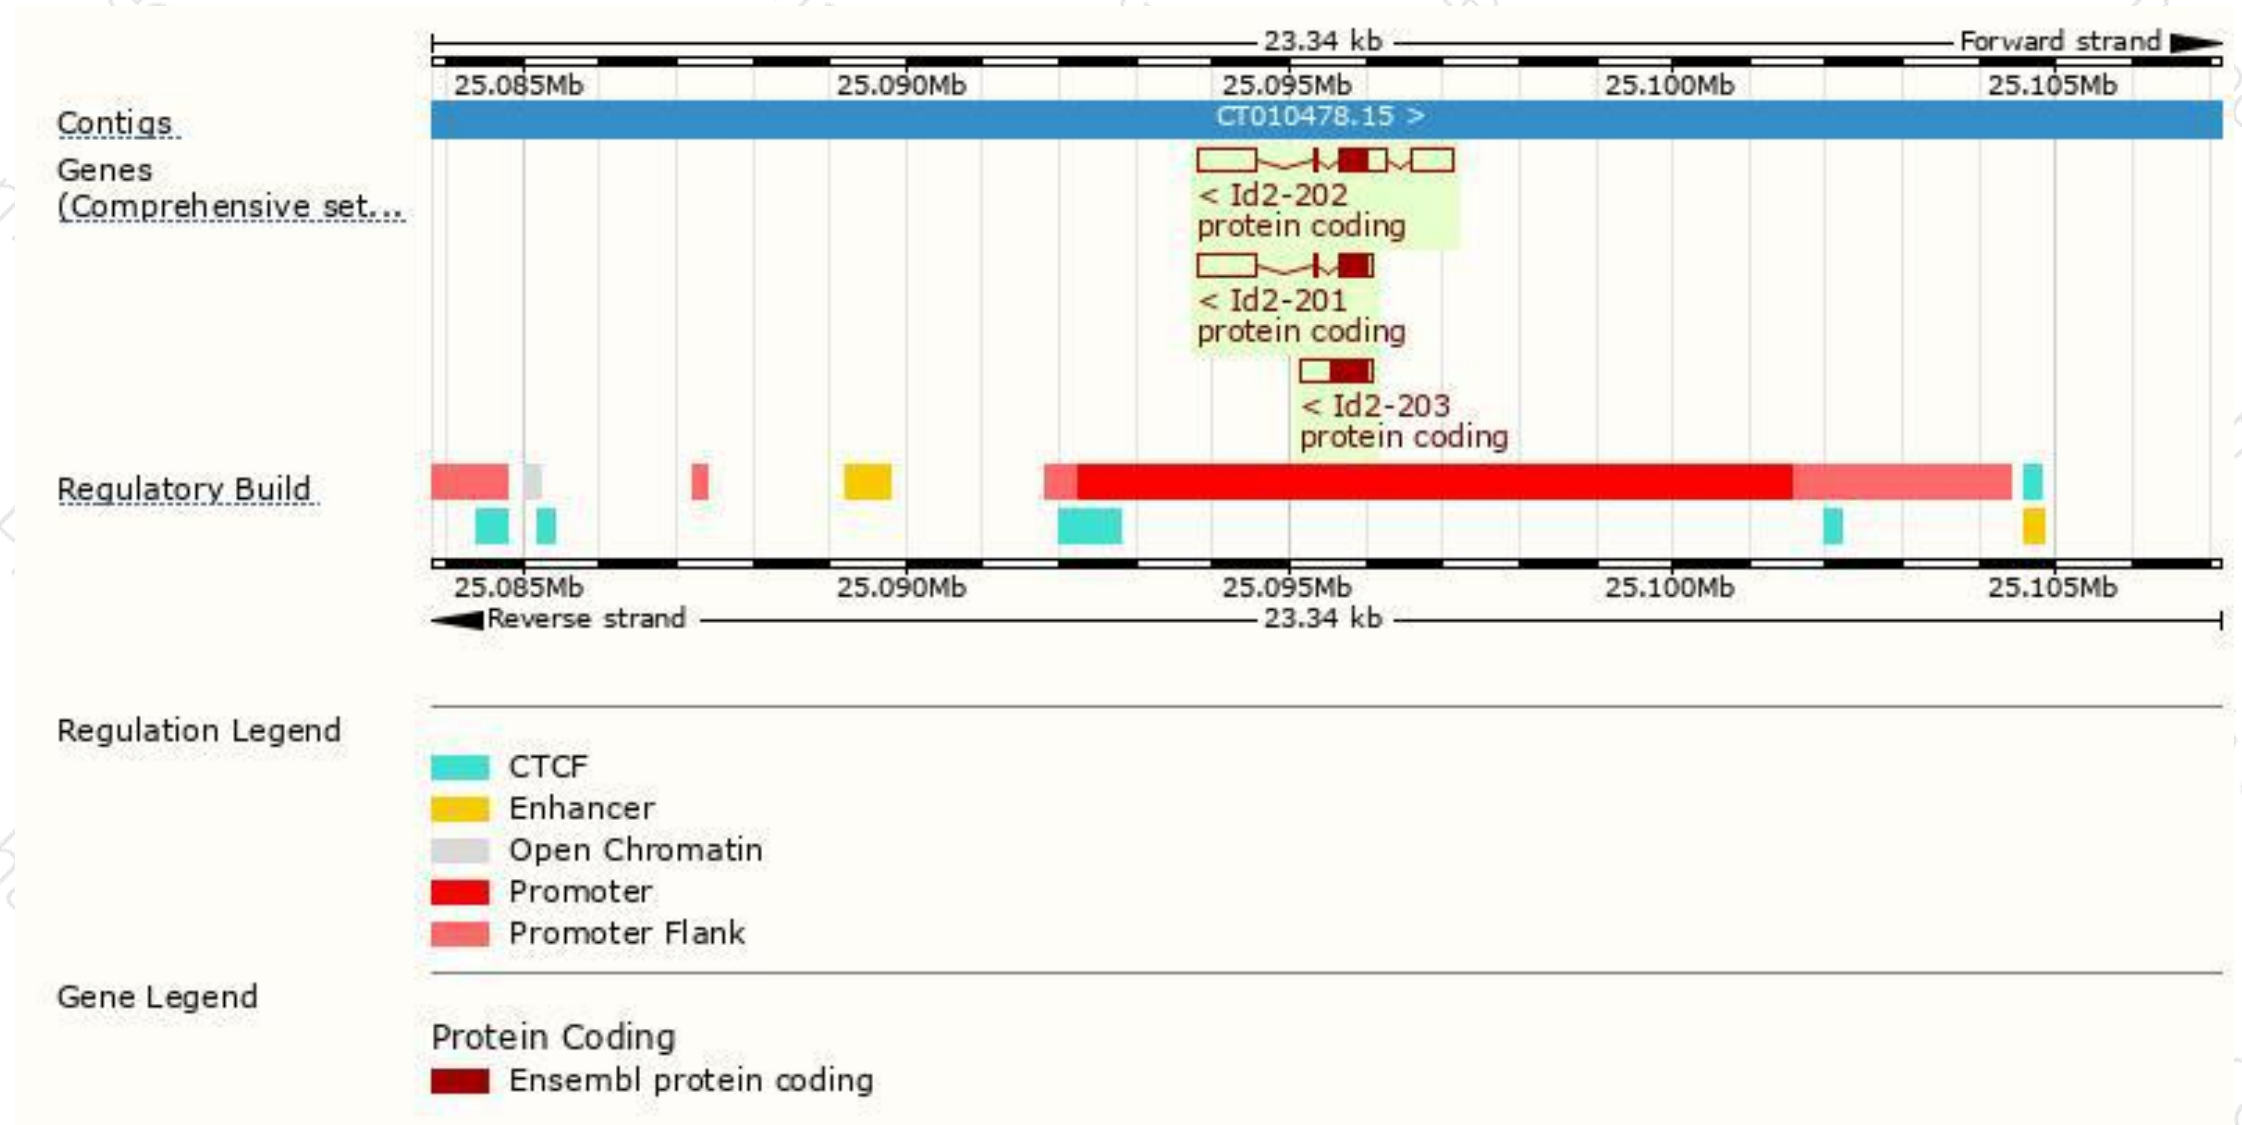 23.34 kb Forward strand
25.085Mb 25.090Mb 25.095Mb 25.100Mb 25.105Mb
Contigs CT010478.15 >
Genes
(Comprehensive set...
< Id2-202
protein coding
< Id2-201
protein coding
< Id2-203
protein coding
Regulatory Build
25.085Mb 25.090Mb 25.095Mb 25.100Mb 25.105Mb
Reverse strand 23.34 kb
Regulation Legend
CTCF
Enhancer
Open Chromatin
Promoter
Promoter Flank
Gene Legend
Protein Coding
Ensembl protein coding